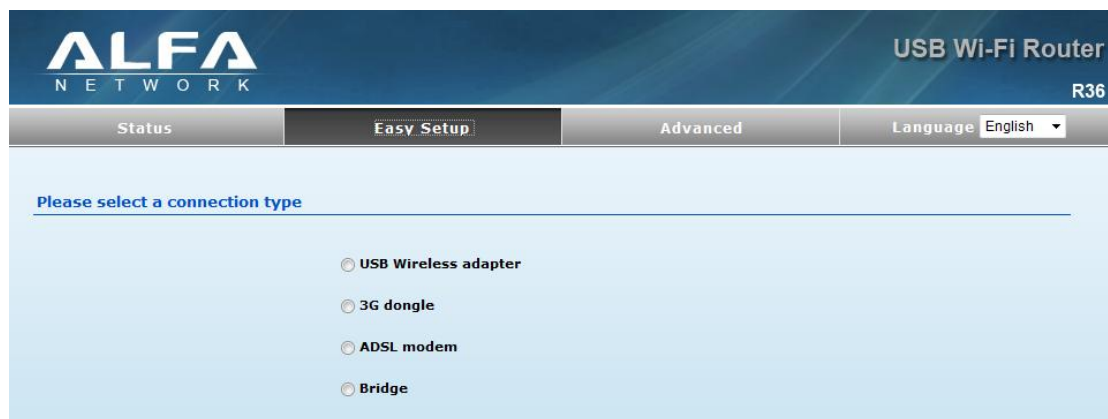 ALFA
NETWORK
USB Wi-Fi Router
R36
Status Easy Setup Advanced Language English
Please select a connection type
USB Wireless adapter
3G dongle
ADSL modem
Bridge